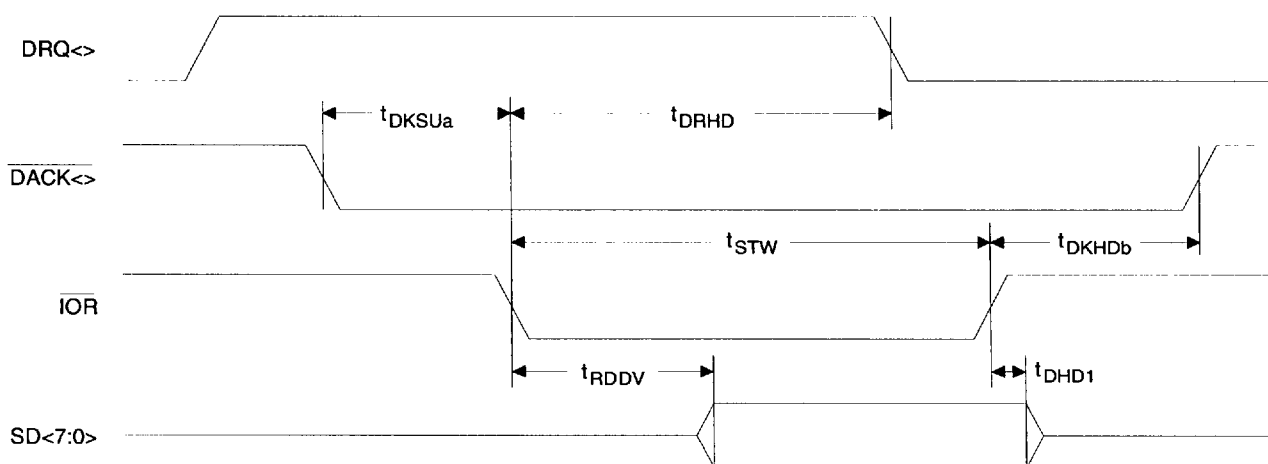 DRQ<>
tDKSUa
tDRHD
DACK<>
tSTW
tDKHDb
IOR
tRDDV
tDHD1
SD<7:0>